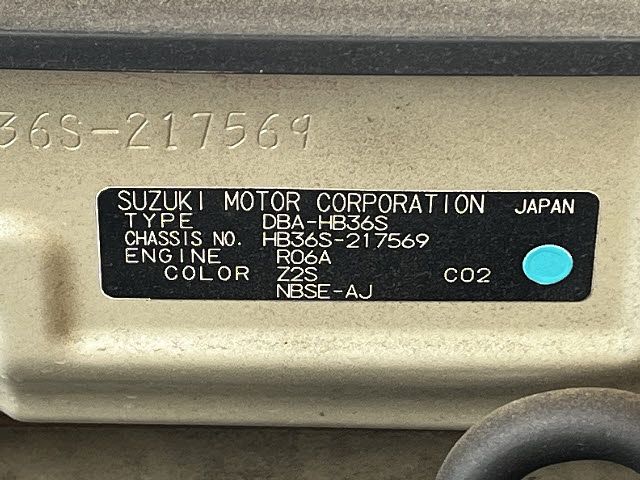 36S-217569
SUZUKI MOTOR CORPORATION JAPAN
TYPE DBA-HB36S
CHASSIS NO. HB36S-217569
ENGINE R06A
COLOR Z2S C02
NBSE-AJ